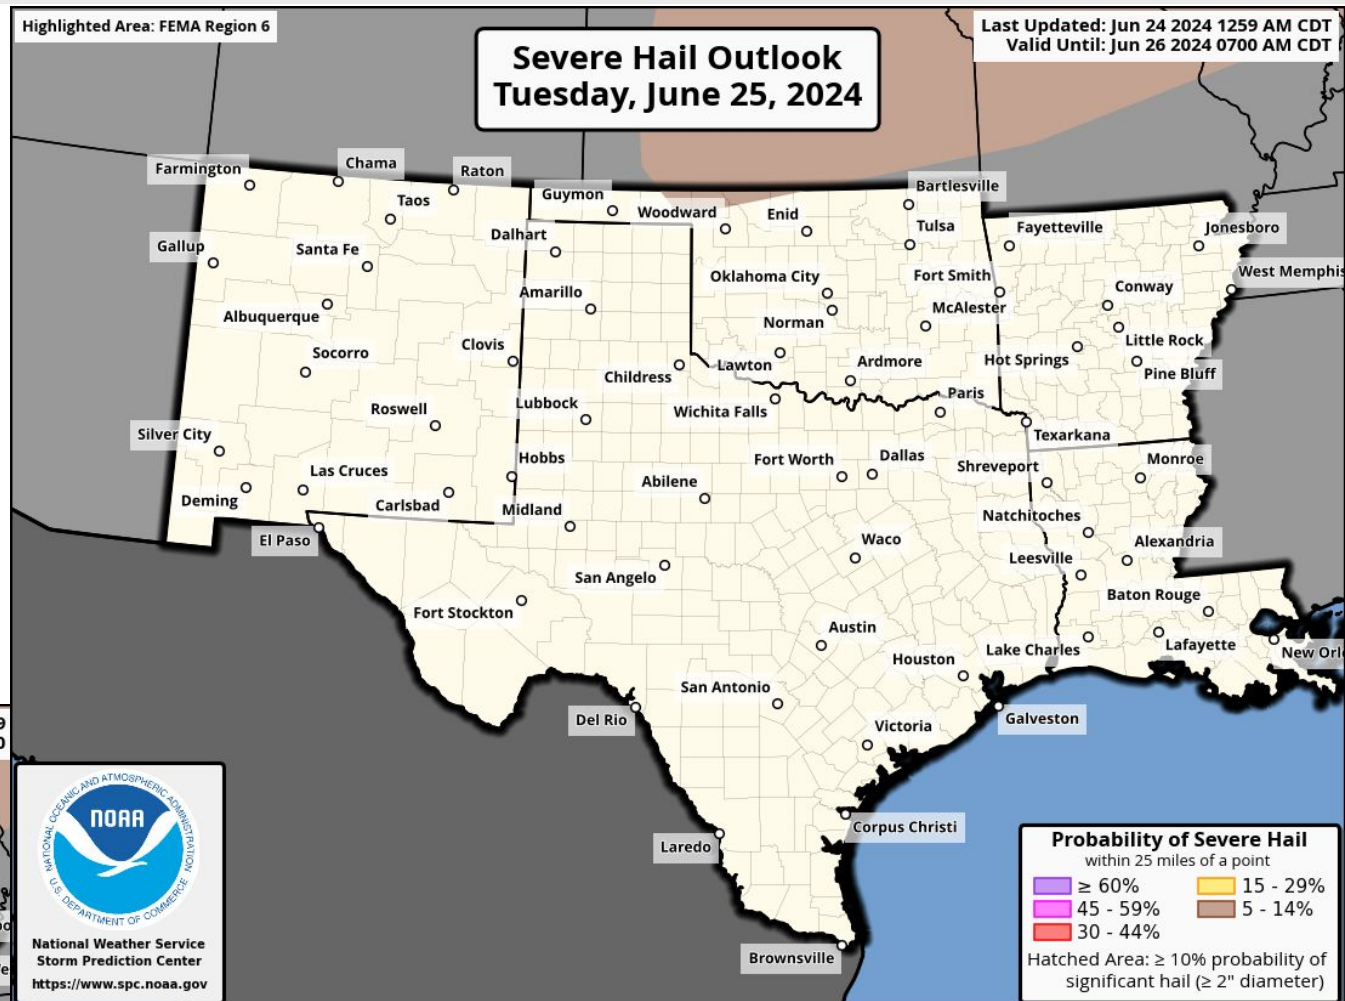 Highlighted Area: FEMA Region 6
Severe Hail Outlook
Tuesday, June 25, 2024
Last Updated: Jun 24 2024 1259 AM CDT
Valid Until: Jun 26 2024 0700 AM CDT
Farmington
Chama
Raton
Taos
Guymon
Woodward
Enid
Bartlesville
Tulsa
Fayetteville
Jonesboro
Gallup
Santa Fe
Dalhart
Oklahoma City
Fort Smith
West Memphis
Amarillo
Conway
Albuquerque
Norman
McAlester
Little Rock
Socorro
Clovis
Childress
Lawton
Ardmore
Hot Springs
Pine Bluff
Roswell
Lubbock
Wichita Falls
Paris
Silver City
Texarkana
Las Cruces
Hobbs
Fort Worth
Dallas
Shreveport
Monroe
Deming
Carlsbad
Midland
Abilene
Natchitoches
El Paso
San Angelo
Waco
Leesville
Alexandria
Fort Stockton
Baton Rouge
Austin
Houston
Lake Charles
Lafayette
New Orl
San Antonio
Del Rio
Victoria
Galveston
Laredo
Corpus Christi
Brownsville
9
0
NATIONAL OCEANIC AND ATMOSPHERIC ADMINISTRATION
NOAA
U.S. DEPARTMENT OF COMMERCE
National Weather Service
Storm Prediction Center
https://www.spc.noaa.gov
Probability of Severe Hail
within 25 miles of a point
≥ 60% 15 - 29%
45 - 59% 5 - 14%
30 - 44%
Hatched Area: ≥ 10% probability of
significant hail (≥ 2" diameter)